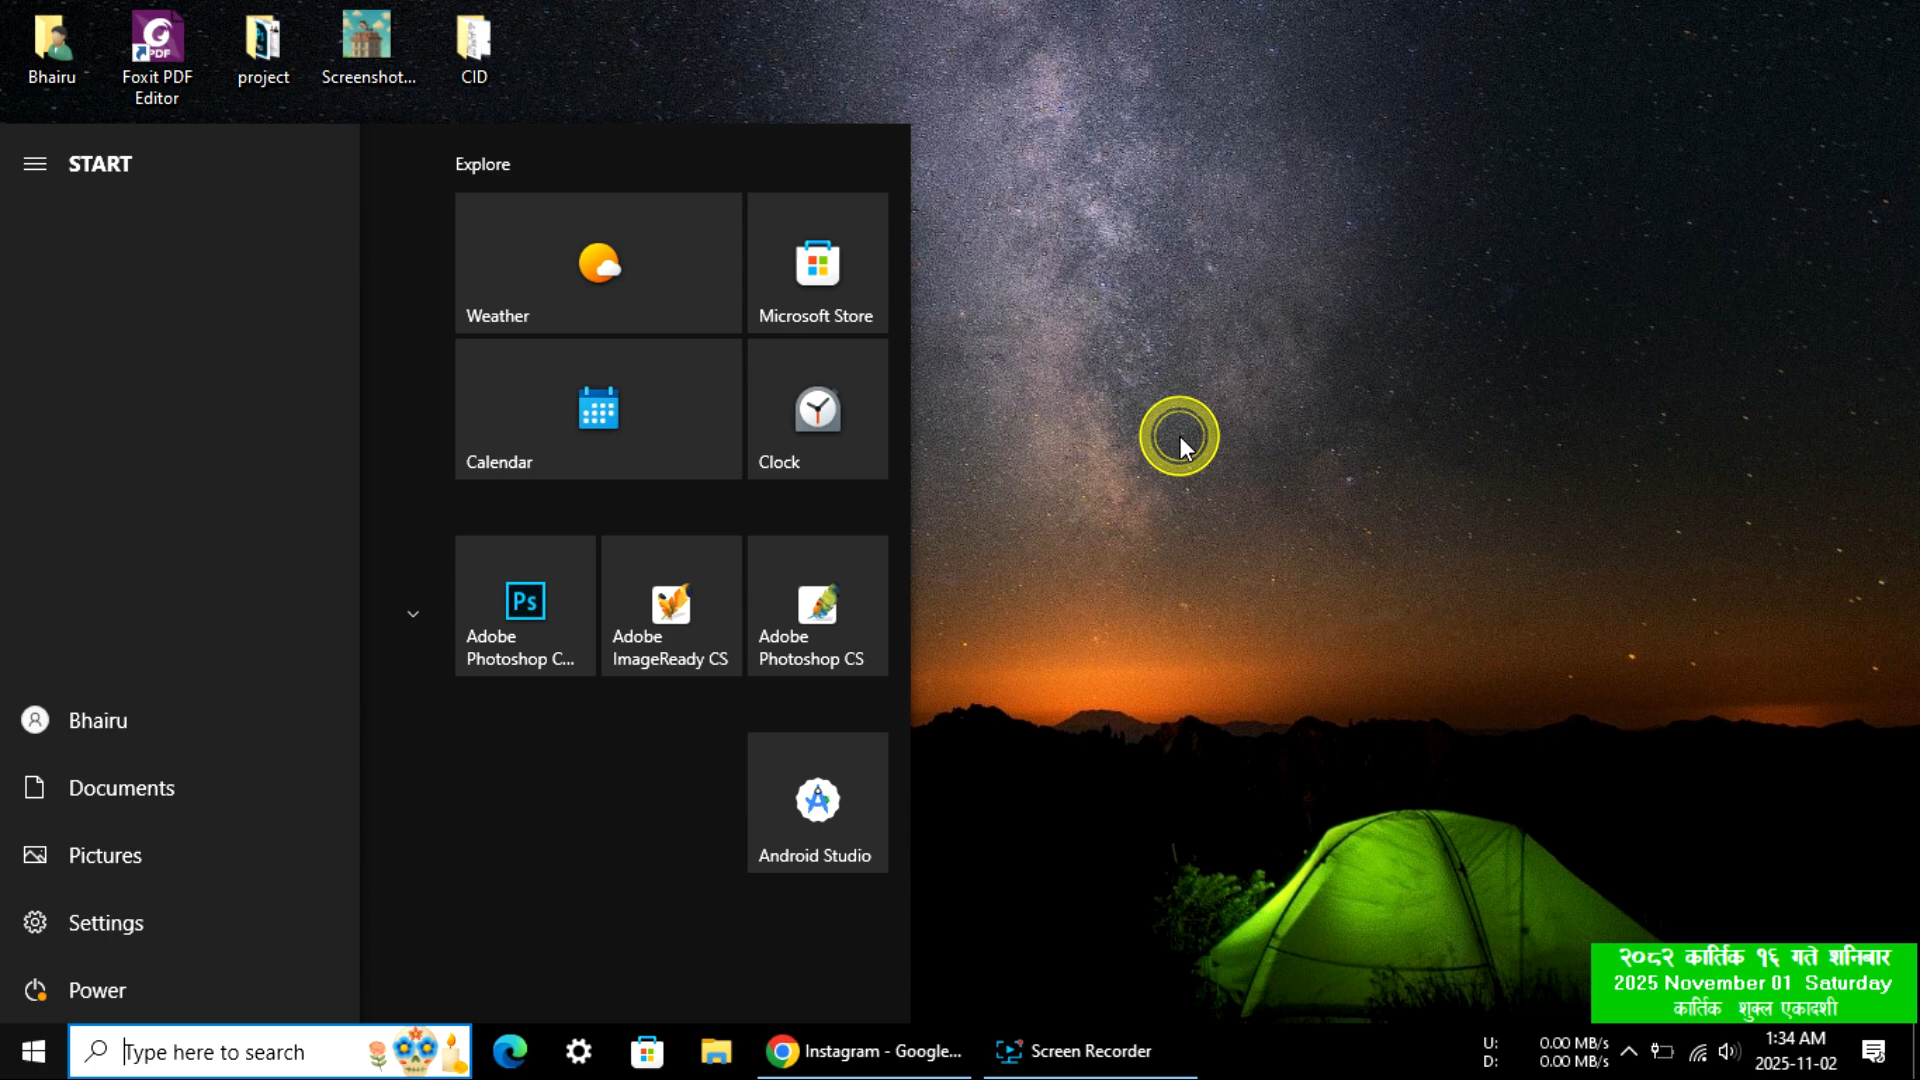 Bhairu
Foxit PDF
Editor
project
Screenshot...
CID
START
Explore
Weather
Microsoft Store
Calendar
Clock
Ps
Adobe
Photoshop C...
Adobe
ImageReady CS
Adobe
Photoshop CS
Android Studio
Bhairu
Documents
Pictures
Settings
Power
२०८२ कार्तिक १६ गते शनिबार
2025 November 01 Saturday
कार्तिक शुक्ल एकादशी
Type here to search
Instagram - Google...
Screen Recorder
U: 0.00 MB/s
D: 0.00 MB/s
1:34 AM
2025-11-02